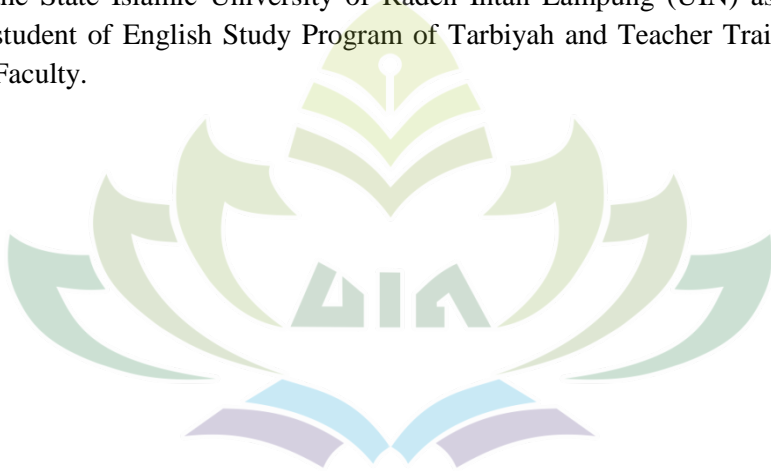 the State Islamic University of Raden Intan Lampung (UIN) as
student of English Study Program of Tarbiyah and Teacher Trai
Faculty.
UIN